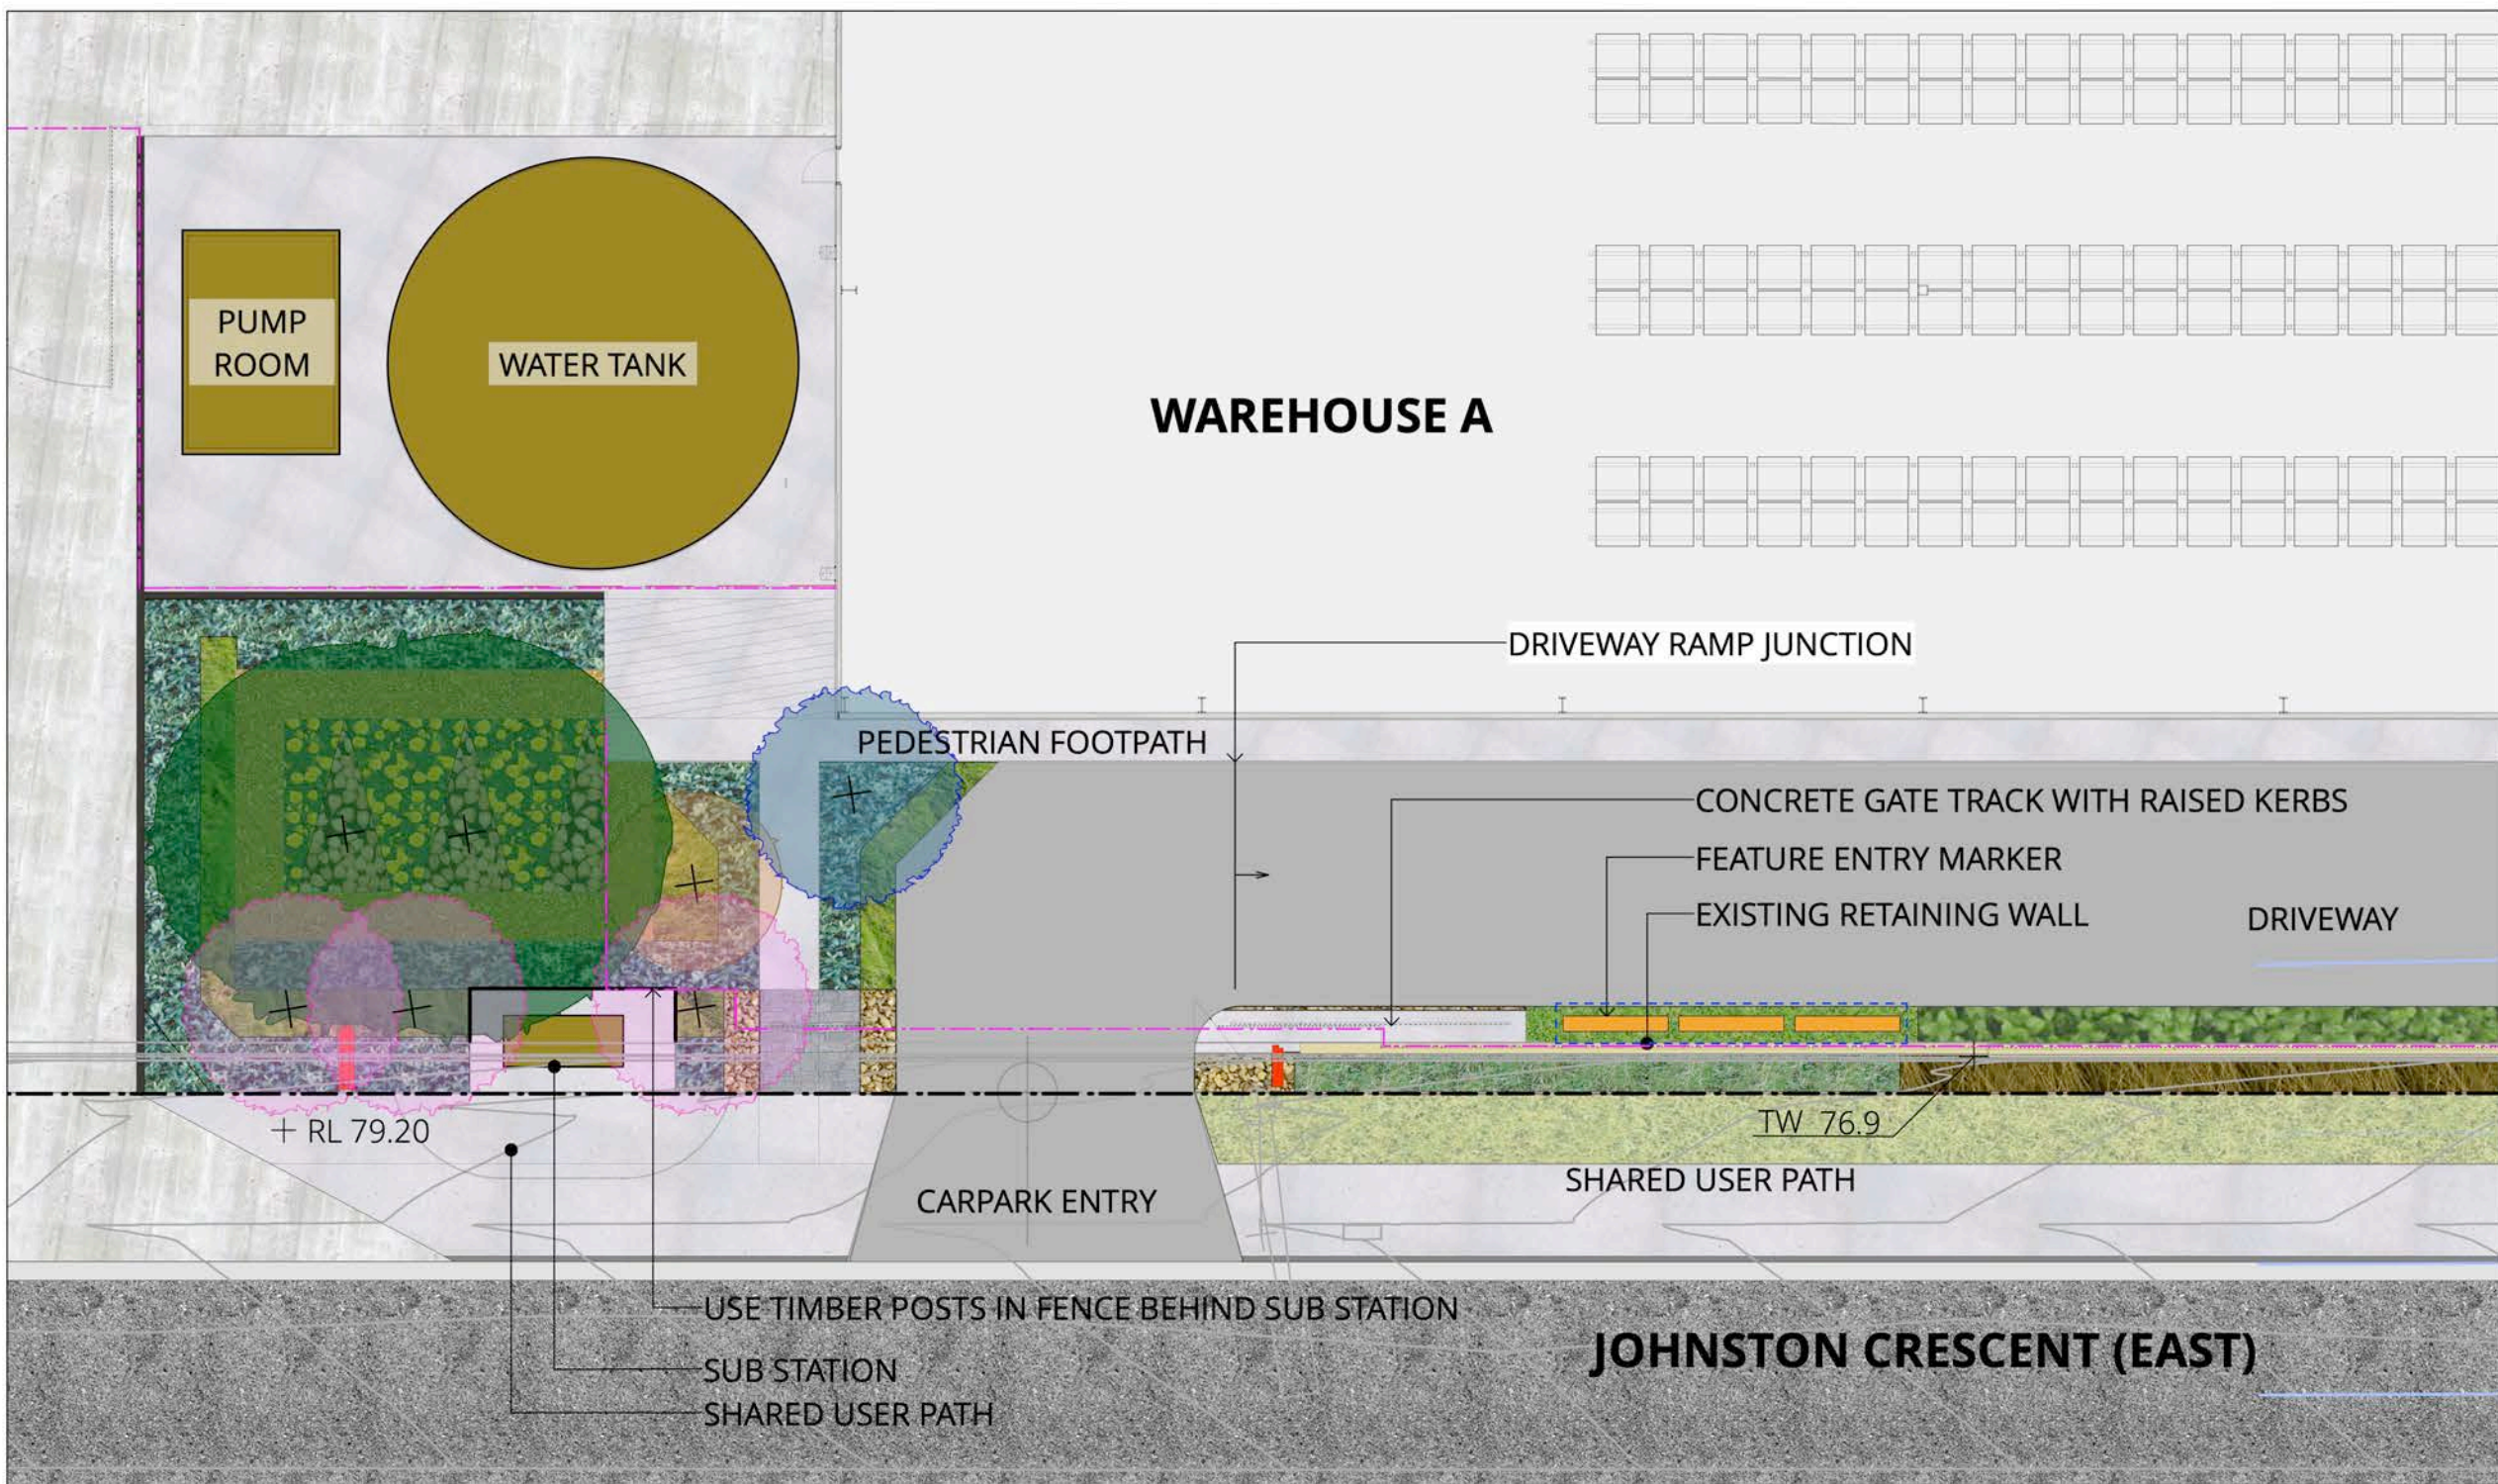 PUMP
ROOM
WATER TANK
WAREHOUSE A
DRIVEWAY RAMP JUNCTION
PEDESTRIAN FOOTPATH
CONCRETE GATE TRACK WITH RAISED KERBS
FEATURE ENTRY MARKER
EXISTING RETAINING WALL
DRIVEWAY
RL 79.20
TW 76.9
SHARED USER PATH
CARPARK ENTRY
USE TIMBER POSTS IN FENCE BEHIND SUB STATION
JOHNSTON CRESCENT (EAST)
SUB STATION
SHARED USER PATH